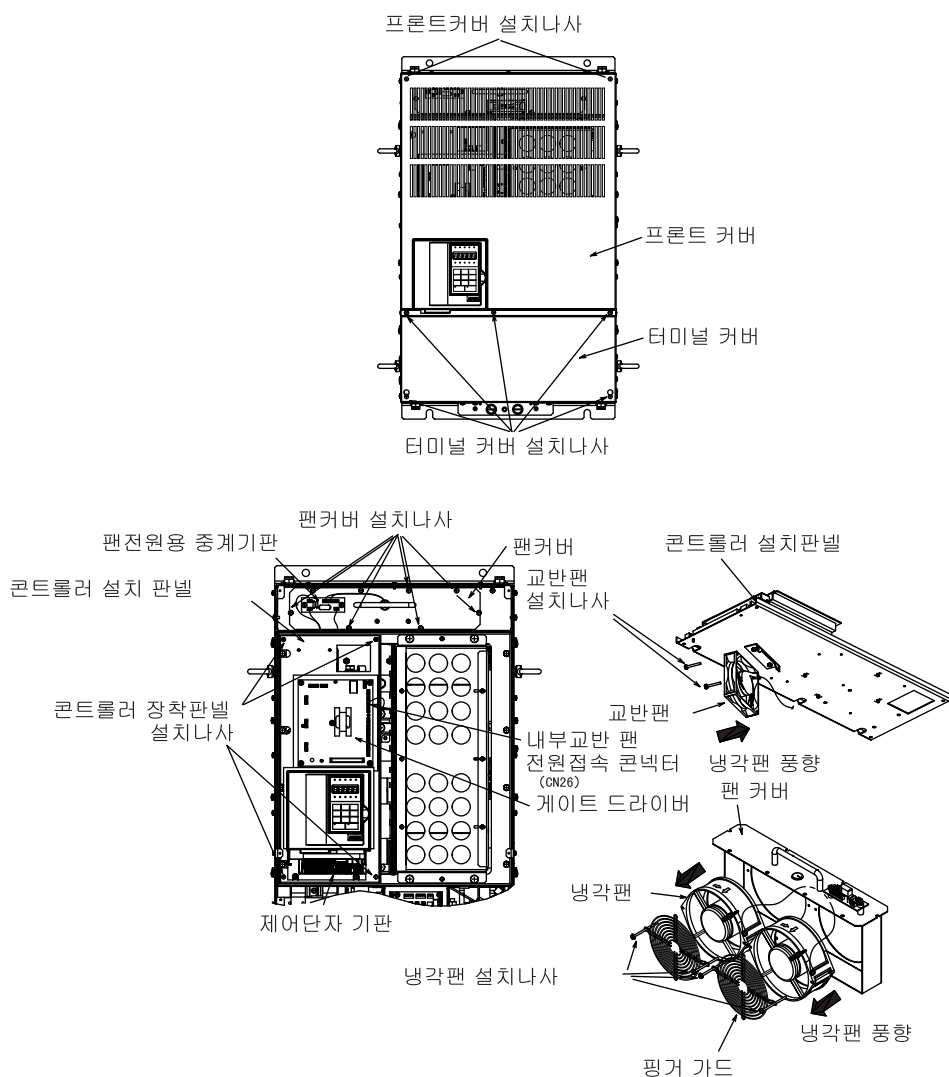 프론트커버 설치나사
프론트 커버
터미널 커버
터미널 커버 설치나사
팬커버 설치나사
팬전원용 중계기판
팬커버
콘트롤러 설치판넬
콘트롤러 설치 판넬
교반팬
설치나사
콘트롤러 장착판넬
설치나사
교반팬
내부교반 팬
전원접속 콘넥터
(CN26)
냉각팬 풍향
게이트 드라이버
팬 커버
냉각팬
제어단자 기판
냉각팬 설치나사
냉각팬 풍향
핑거 가드